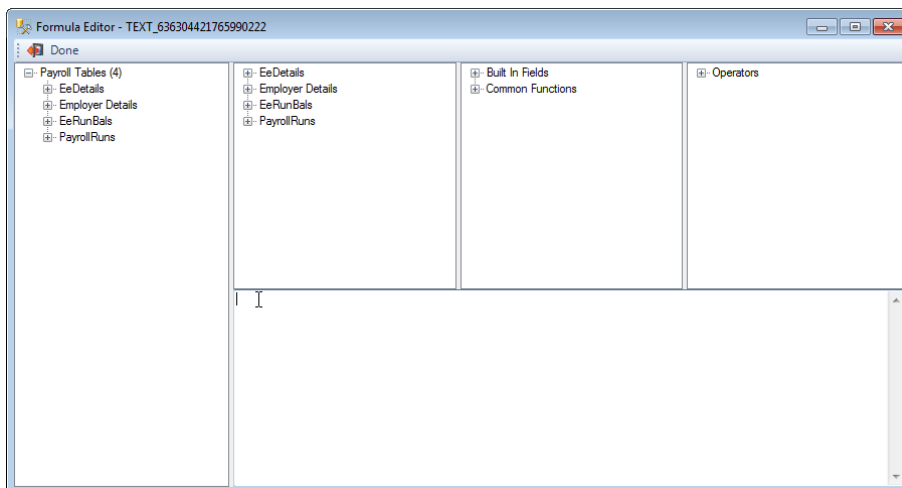 Formula Editor - TEXT_636304421765990222
Done
Payroll Tables (4)
EeDetails
Employer Details
EeRunBals
PayrollRuns
EeDetails
Employer Details
EeRunBals
PayrollRuns
Built In Fields
Common Functions
Operators